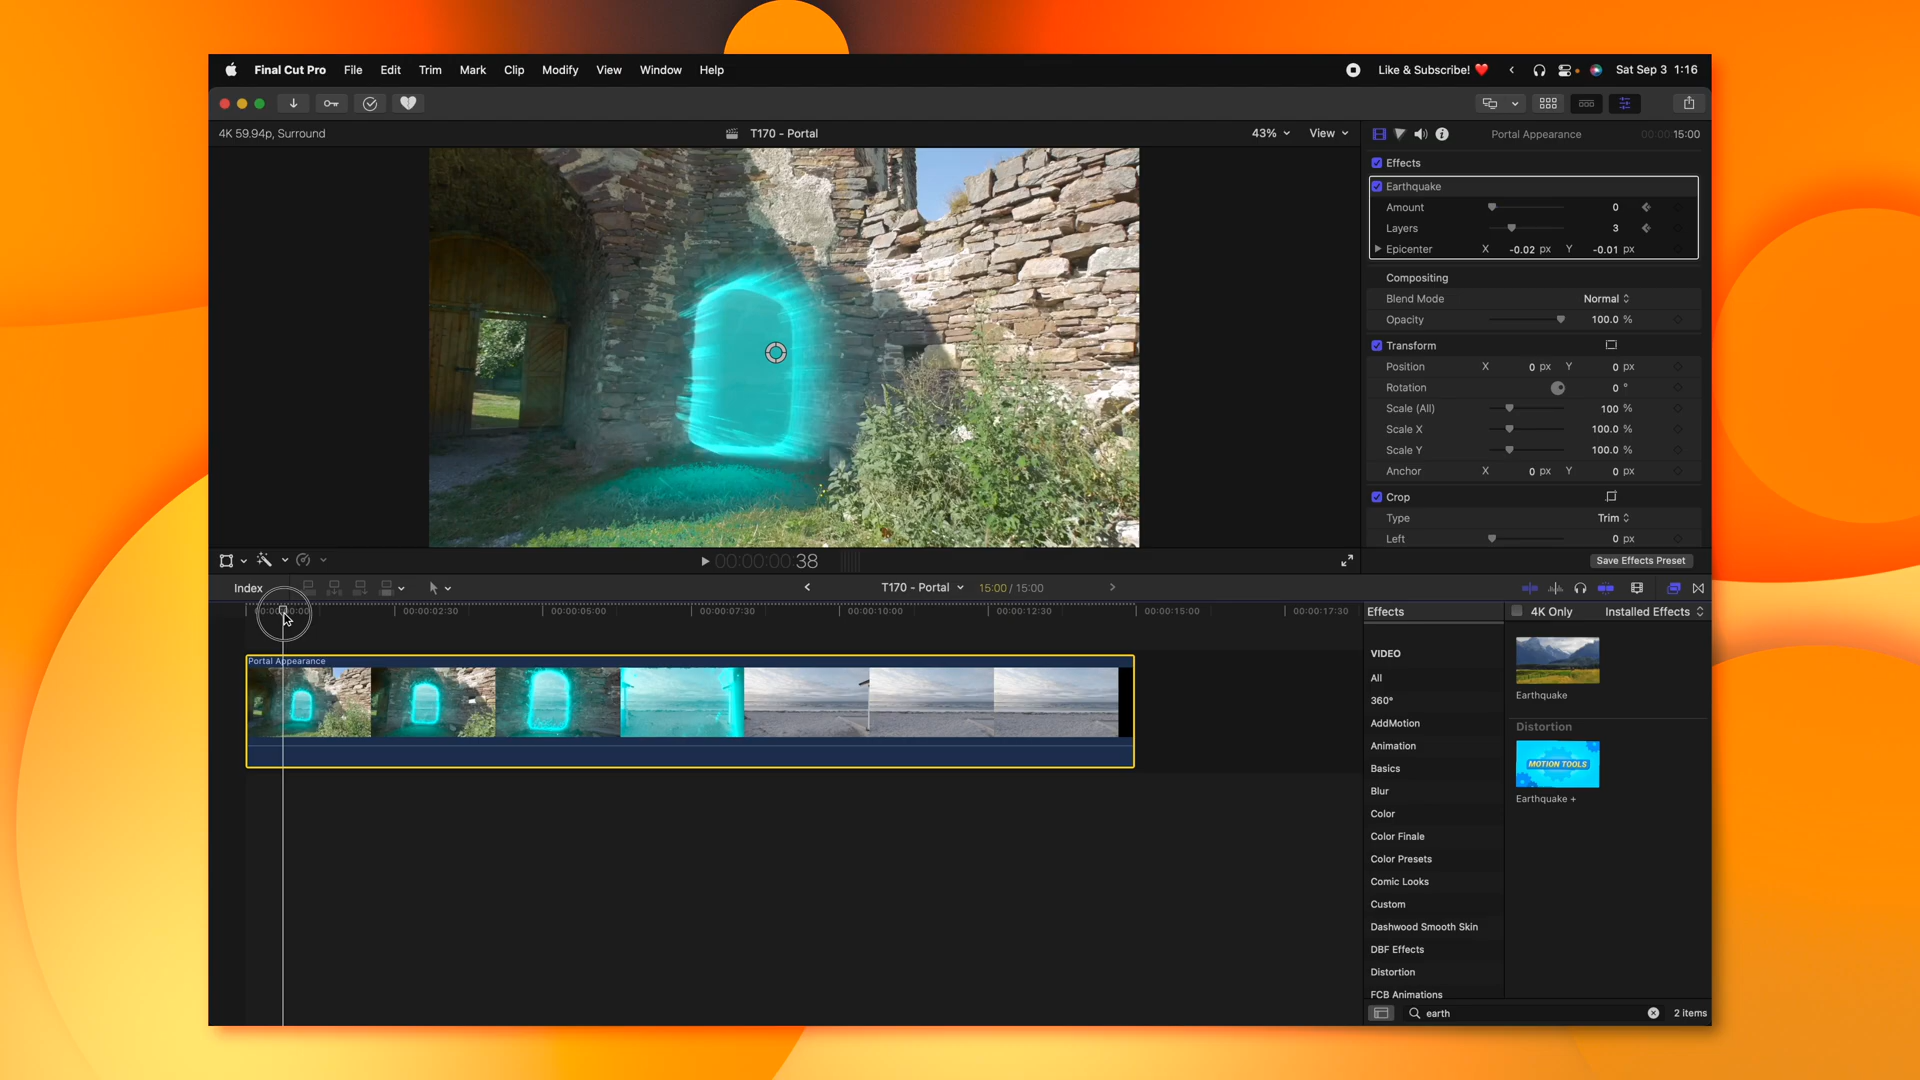 Final Cut Pro File Edit Trim Mark Clip Modify View Window Help
Like & Subscribe! ❤️ Sat Sep 3 1:16
4K 59.94p, Surround
T170 - Portal
43% View
Portal Appearance 00:00:15:00
Effects
Earthquake
Amount 0
Layers 3
Epicenter X -0.02 px Y -0.01 px
Compositing
Blend Mode Normal
Opacity 100.0 %
Transform
Position X 0 px Y 0 px
Rotation 0 °
Scale (All) 100 %
Scale X 100.0 %
Scale Y 100.0 %
Anchor X 0 px Y 0 px
Crop
Type Trim
Left 0 px
00:00:00:38
Save Effects Preset
Index
T170 - Portal 15:00 / 15:00
00:00:02:30 00:00:05:00 00:00:07:30 00:00:10:00 00:00:12:30 00:00:15:00 00:00:17:30
Portal Appearance
Effects
4K Only Installed Effects
VIDEO
All
360°
AddMotion
Animation
Basics
Blur
Color
Color Finale
Color Presets
Comic Looks
Custom
Dashwood Smooth Skin
DBF Effects
Distortion
FCB Animations
Earthquake
Distortion
MOTION TOOLS
Earthquake +
earth
2 items